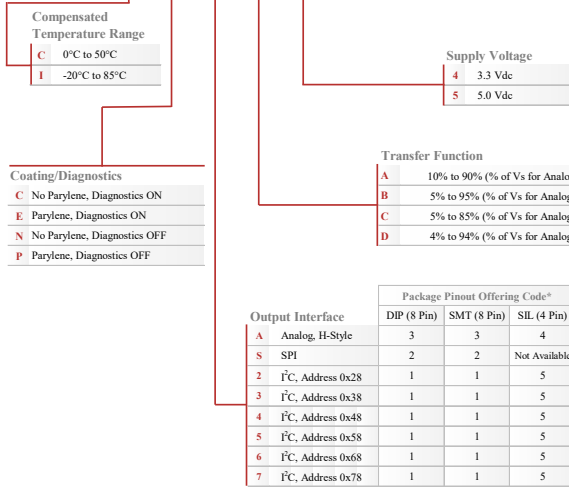 Compensated
Temperature Range
C 0°C to 50°C
I -20°C to 85°C
Supply Voltage
4 3.3 Vdc
5 5.0 Vdc
Coating/Diagnostics
C No Parylene, Diagnostics ON
E Parylene, Diagnostics ON
N No Parylene, Diagnostics OFF
P Parylene, Diagnostics OFF
Transfer Function
A 10% to 90% (% of Vs for Analo
B 5% to 95% (% of Vs for Analog
C 5% to 85% (% of Vs for Analog
D 4% to 94% (% of Vs for Analog
Package Pinout Offering Code*
Output Interface DIP (8 Pin) SMT (8 Pin) SIL (4 Pin)
A Analog, H-Style 3 3 4
S SPI 2 2 Not Available
2 I²C, Address 0x28 1 1 5
3 I²C, Address 0x38 1 1 5
4 I²C, Address 0x48 1 1 5
5 I²C, Address 0x58 1 1 5
6 I²C, Address 0x68 1 1 5
7 I²C, Address 0x78 1 1 5